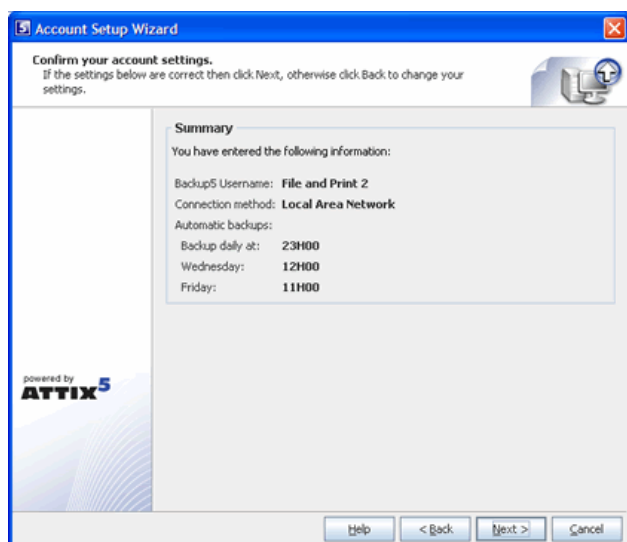 5 Account Setup Wizard
Confirm your account settings.
If the settings below are correct then click Next, otherwise click Back to change your
settings.
Summary
You have entered the following information:
Backup5 Username: File and Print 2
Connection method: Local Area Network
Automatic backups:
Backup daily at: 23H00
Wednesday: 12H00
Friday: 11H00
powered by
ATTIX5
Help < Back Next > Cancel